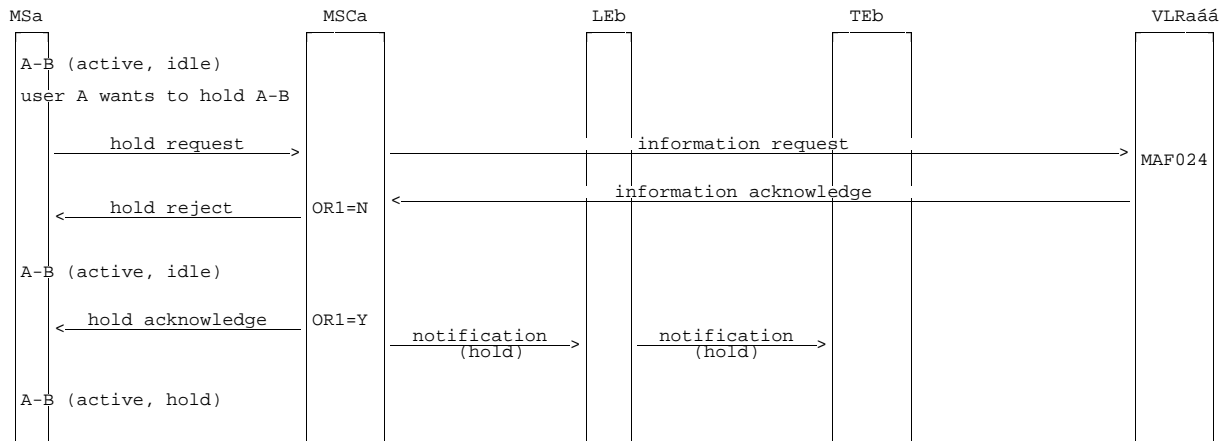 MSa MSCa LEb TEb VLRaáá
A-B (active, idle)
user A wants to hold A-B
hold request information request
MAF024
information acknowledge
hold reject OR1=N
A-B (active, idle)
hold acknowledge OR1=Y
notification notification
(hold) (hold)
A-B (active, hold)